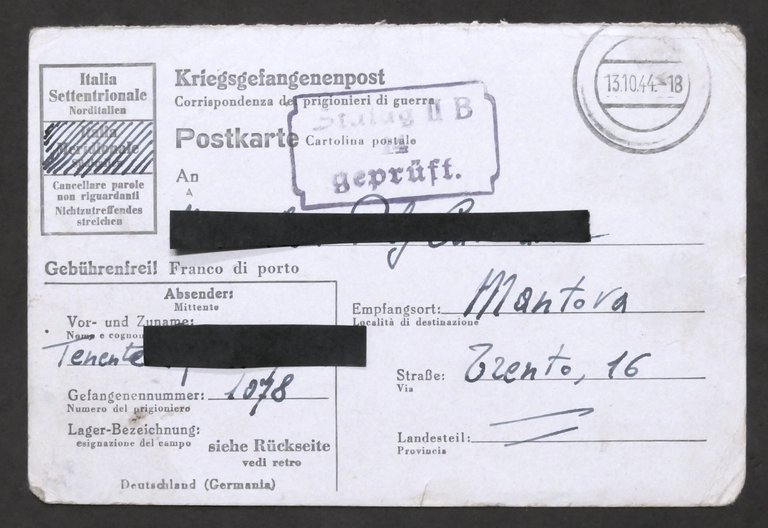 Italia
Settentrionale
Norditalien
Italia
Meridionale
Cancellare parole
non riguardanti
Nichtzutreffendes
streichen
Kriegsgefangenenpost
Corrispondenza dei prigionieri di guerra
Postkarte Cartolina postale
Stalag II B
geprüft.
13.10.44.-18
An
A
Gebührenfrei! Franco di porto
Absender:
Mittente
Vor- und Zuname:
Nome e cognome
Tenente
Gefangenennummer: 1078
Numero del prigioniero
Lager-Bezeichnung:
esignazione del campo
siehe Rückseite
vedi retro
Deutschland (Germania)
Empfangsort: Mantova
Località di destinazione
Straße: Trento, 16
Via
Landesteil:
Provincia